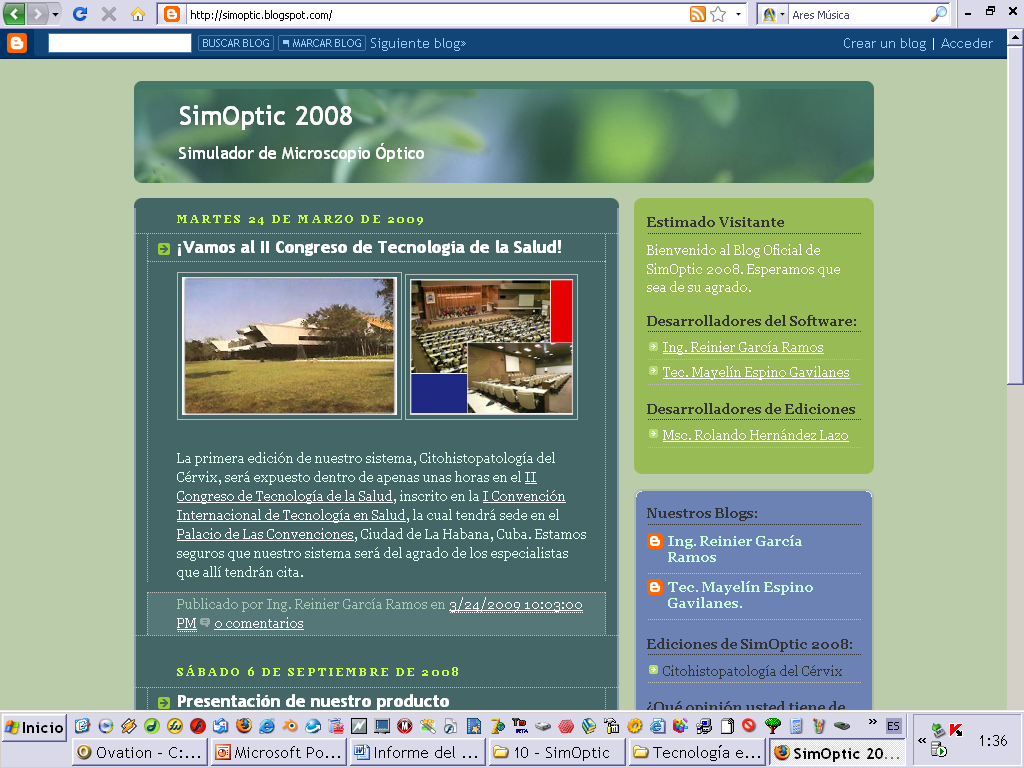 http://simoptic.blogspot.com/
Ares Música
BUSCAR BLOG
MARCAR BLOG
Siguiente blog»
Crear un blog | Acceder
SimOptic 2008
Simulador de Microscopio Óptico
MARTES 24 DE MARZO DE 2009
¡Vamos al II Congreso de Tecnologia de la Salud!
La primera edición de nuestro sistema, Citohistopatología del
Cérvix, será expuesto dentro de apenas unas horas en el II
Congreso de Tecnología de la Salud, inscrito en la I Convención
Internacional de Tecnología en Salud, la cual tendrá sede en el
Palacio de Las Convenciones, Ciudad de La Habana, Cuba. Estamos
seguros que nuestro sistema será del agrado de los especialistas
que allí tendrán cita.
Publicado por Ing. Reinier García Ramos en 3/24/2009 10:03:00
PM 0 comentarios
SÁBADO 6 DE SEPTIEMBRE DE 2008
Presentación de nuestro producto
Estimado Visitante
Bienvenido al Blog Oficial de
SimOptic 2008. Esperamos que
sea de su agrado.
Desarrolladores del Software:
Ing. Reinier García Ramos
Tec. Mayelín Espino Gavilanes
Desarrolladores de Ediciones
Msc. Rolando Hernández Lazo
Nuestros Blogs:
Ing. Reinier García
Ramos
Tec. Mayelín Espino
Gavilanes.
Ediciones de SimOptic 2008:
Citohistopatología del Cérvix
¿Qué opinión usted tiene de
Inicio
»
ES
«
1:36
Ovation - C:...
Microsoft Po...
Informe del ...
10 - SimOptic
Tecnología e...
SimOptic 20...